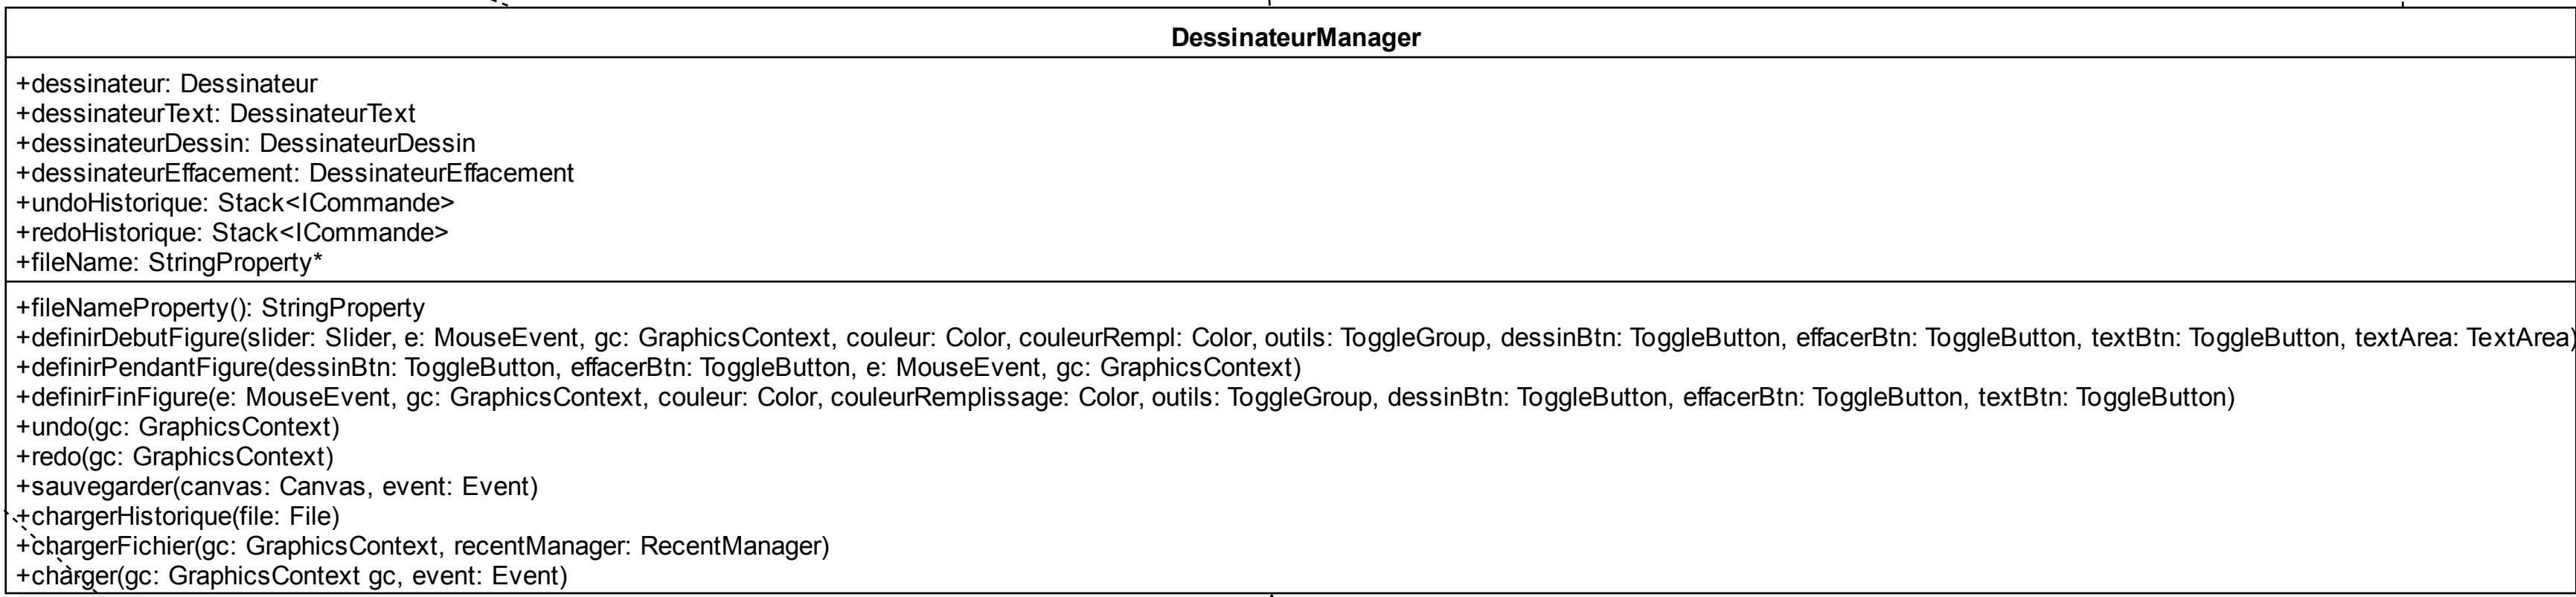 DessinateurManager
+dessinateur: Dessinateur
+dessinateurText: DessinateurText
+dessinateurDessin: DessinateurDessin
+dessinateurEffacement: DessinateurEffacement
+undoHistorique: Stack<ICommande>
+redoHistorique: Stack<ICommande>
+fileName: StringProperty*
+fileNameProperty(): StringProperty
+definirDebutFigure(slider: Slider, e: MouseEvent, gc: GraphicsContext, couleur: Color, couleurRempl: Color, outils: ToggleGroup, dessinBtn: ToggleButton, effacerBtn: ToggleButton, textBtn: ToggleButton, textArea: TextArea)
+definirPendantFigure(dessinBtn: ToggleButton, effacerBtn: ToggleButton, e: MouseEvent, gc: GraphicsContext)
+definirFinFigure(e: MouseEvent, gc: GraphicsContext, couleur: Color, couleurRemplissage: Color, outils: ToggleGroup, dessinBtn: ToggleButton, effacerBtn: ToggleButton, textBtn: ToggleButton)
+undo(gc: GraphicsContext)
+redo(gc: GraphicsContext)
+sauvegarder(canvas: Canvas, event: Event)
+chargerHistorique(file: File)
+chargerFichier(gc: GraphicsContext, recentManager: RecentManager)
+charger(gc: GraphicsContext gc, event: Event)